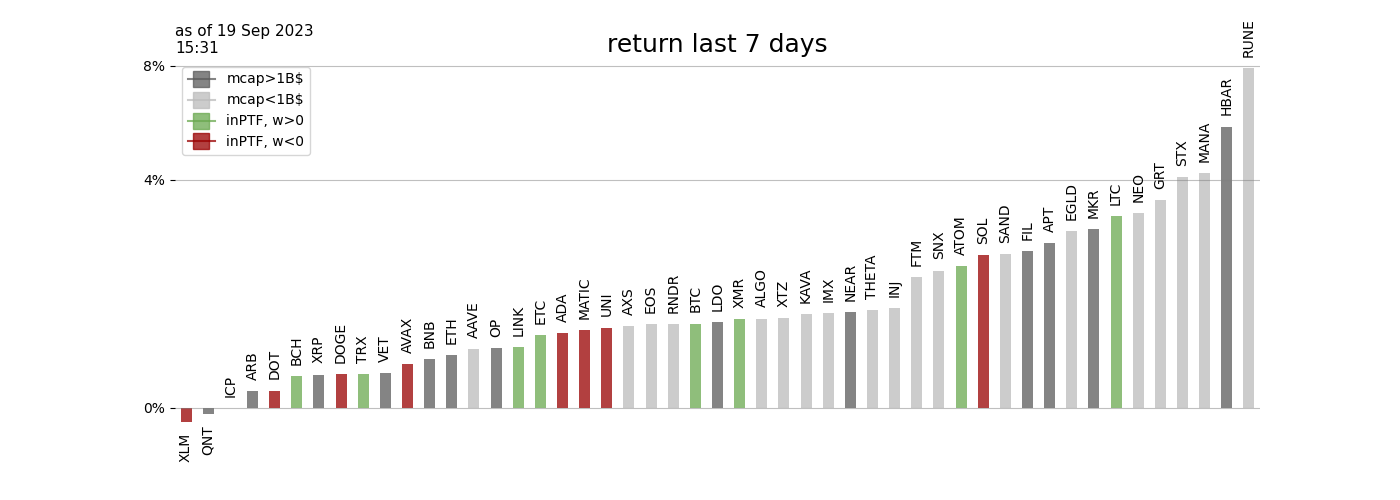 as of 19 Sep 2023
15:31
return last 7 days
8%
4%
0%
mcap>1B$
mcap<1B$
inPTF, w>0
inPTF, w<0
XLM
QNT
ICP
ARB
DOT
BCH
XRP
DOGE
TRX
VET
AVAX
BNB
ETH
AAVE
OP
LINK
ETC
ADA
MATIC
UNI
AXS
EOS
RNDR
BTC
LDO
XMR
ALGO
XTZ
KAVA
IMX
NEAR
THETA
INJ
FTM
SNX
ATOM
SOL
SAND
FIL
APT
EGLD
MKR
LTC
NEO
GRT
STX
MANA
HBAR
RUNE